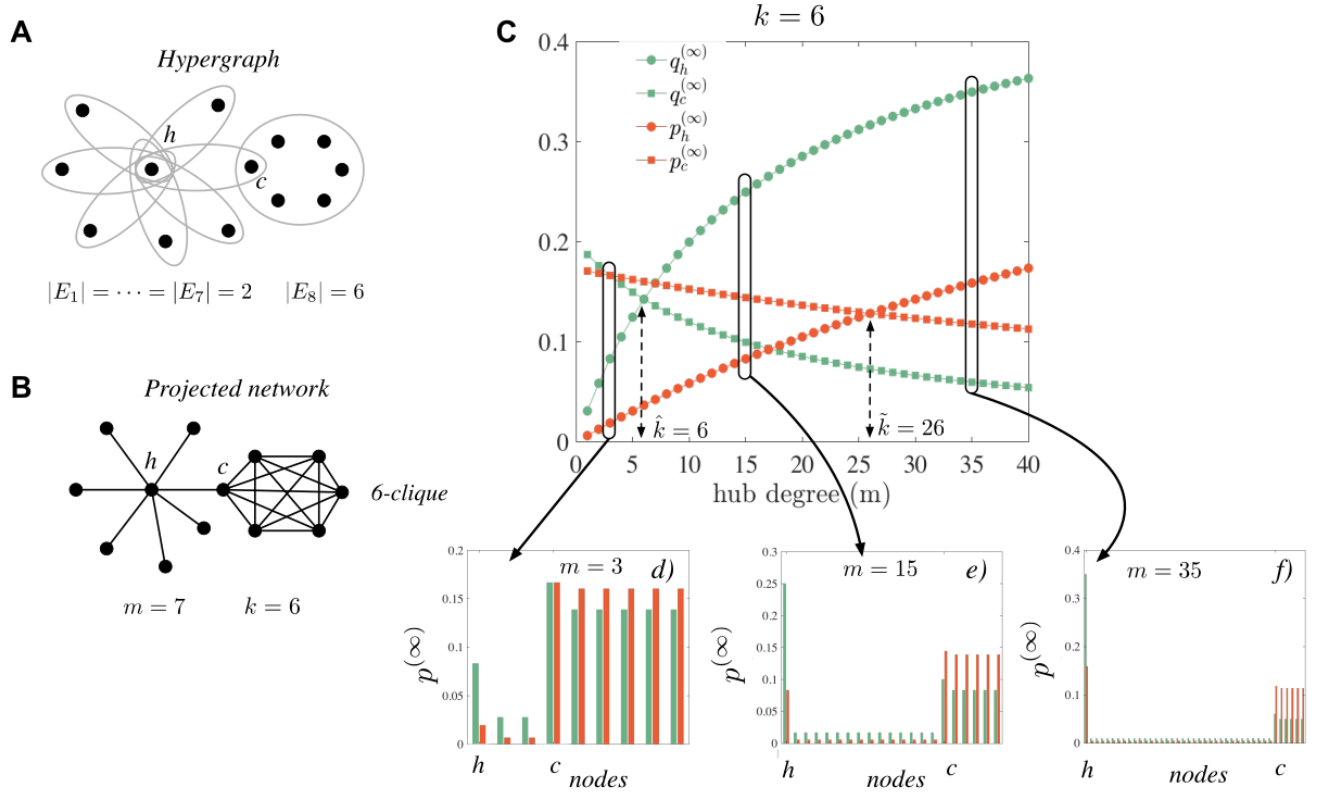 A
Hypergraph
h
c
|E₁| = ⋯ = |E₇| = 2
|E₈| = 6
B
Projected network
h
c
6-clique
m = 7
k = 6
C
k = 6
q_h^(∞)
q_c^(∞)
p_h^(∞)
p_c^(∞)
0.4
0.3
0.2
0.1
0
k̂ = 6
k̃ = 26
0 5 10 15 20 25 30 35 40
hub degree (m)
m = 3
d)
0.2
0.15
0.1
0.05
0
p^(∞)
h
c
nodes
m = 15
e)
0.3
0.25
0.2
0.15
0.1
0.05
0
p^(∞)
h
nodes
c
m = 35
f)
0.4
0.3
0.2
0.1
0
p^(∞)
h
nodes
c